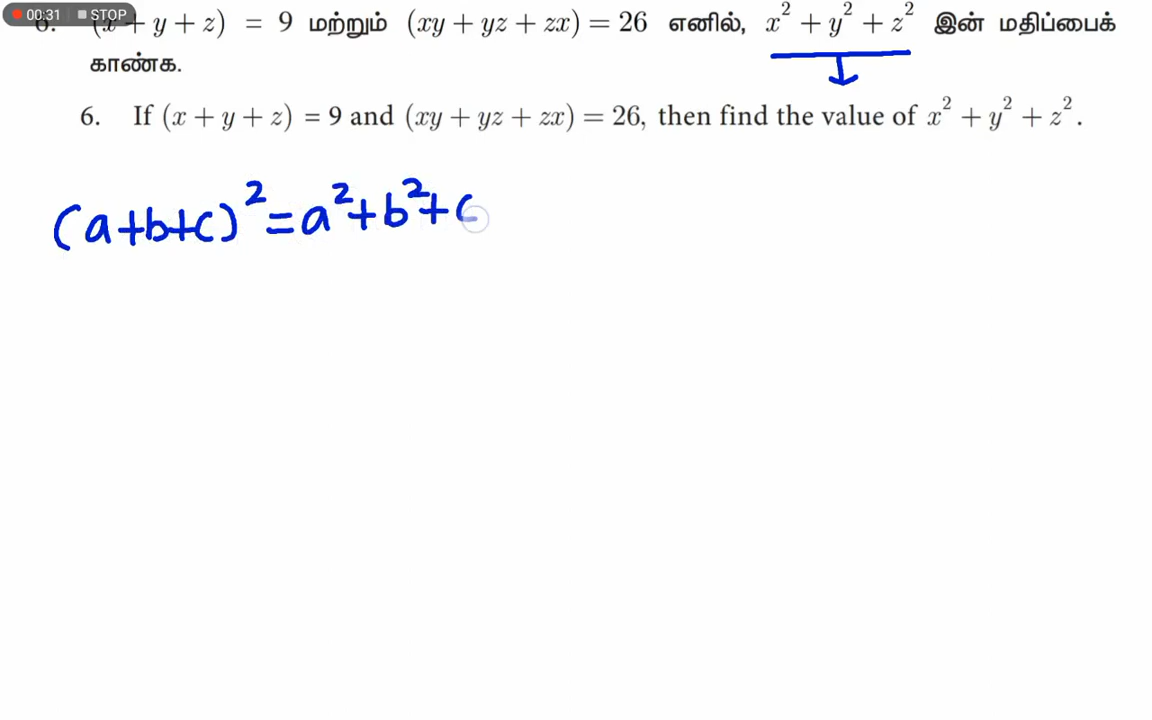 00:31 STOP
6. (x + y + z) = 9 மற்றும் (xy + yz + zx) = 26 எனில், x² + y² + z² இன் மதிப்பைக்
காண்க.
6. If (x + y + z) = 9 and (xy + yz + zx) = 26, then find the value of x² + y² + z².
(a+b+c)² = a²+b²+c